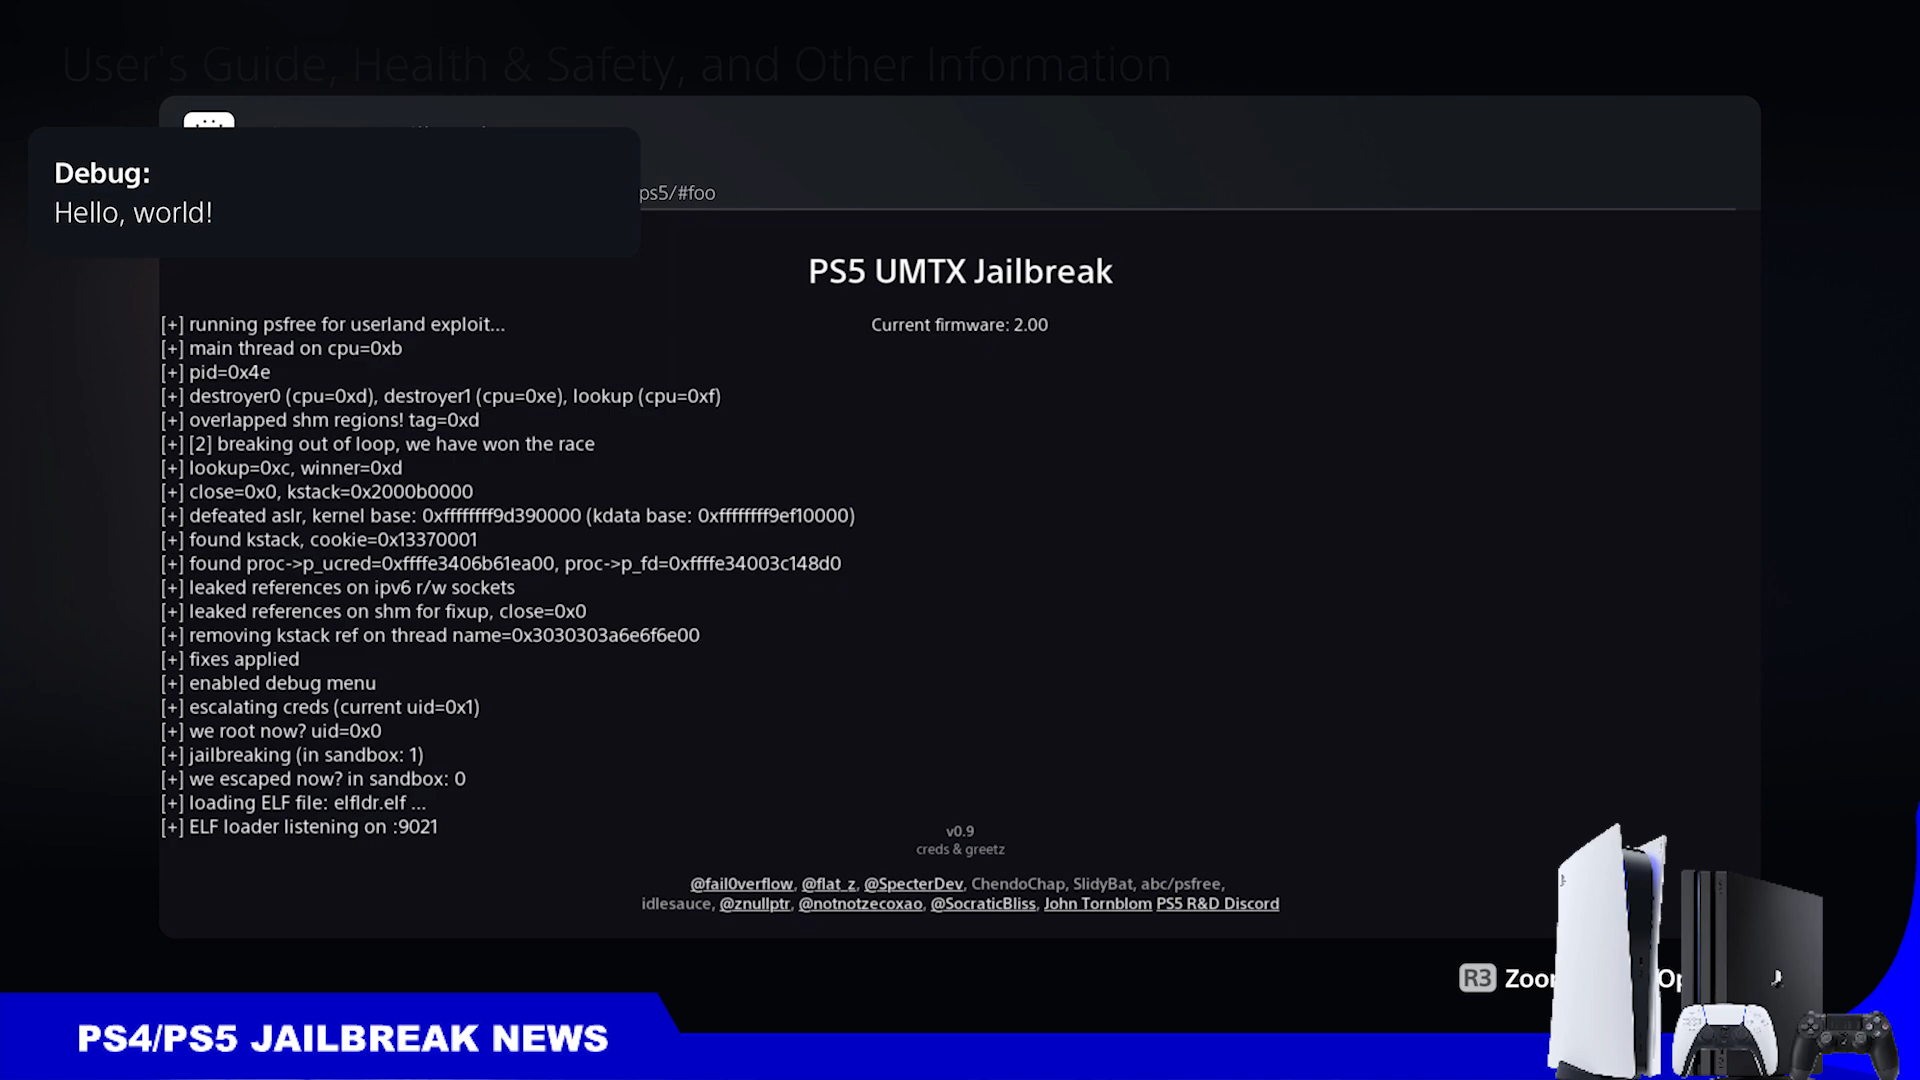 User's Guide, Health & Safety, and Other Information
Debug:
Hello, world!
ps5/#foo
PS5 UMTX Jailbreak
Current firmware: 2.00
[+] running psfree for userland exploit...
[+] main thread on cpu=0xb
[+] pid=0x4e
[+] destroyer0 (cpu=0xd), destroyer1 (cpu=0xe), lookup (cpu=0xf)
[+] overlapped shm regions! tag=0xd
[+] [2] breaking out of loop, we have won the race
[+] lookup=0xc, winner=0xd
[+] close=0x0, kstack=0x2000b0000
[+] defeated aslr, kernel base: 0xffffffff9d390000 (kdata base: 0xffffffff9ef10000)
[+] found kstack, cookie=0x13370001
[+] found proc->p_ucred=0xffffe3406b61ea00, proc->p_fd=0xffffe34003c148d0
[+] leaked references on ipv6 r/w sockets
[+] leaked references on shm for fixup, close=0x0
[+] removing kstack ref on thread name=0x3030303a6e6f6e00
[+] fixes applied
[+] enabled debug menu
[+] escalating creds (current uid=0x1)
[+] we root now? uid=0x0
[+] jailbreaking (in sandbox: 1)
[+] we escaped now? in sandbox: 0
[+] loading ELF file: elfldr.elf ...
[+] ELF loader listening on :9021
v0.9
creds & greetz
@fail0verflow, @flat_z, @SpecterDev, ChendoChap, SlidyBat, abc/psfree,
idlesauce, @znullptr, @notnotzecoxao, @SocraticBliss, John Tornblom PS5 R&D Discord
R3
PS4/PS5 JAILBREAK NEWS